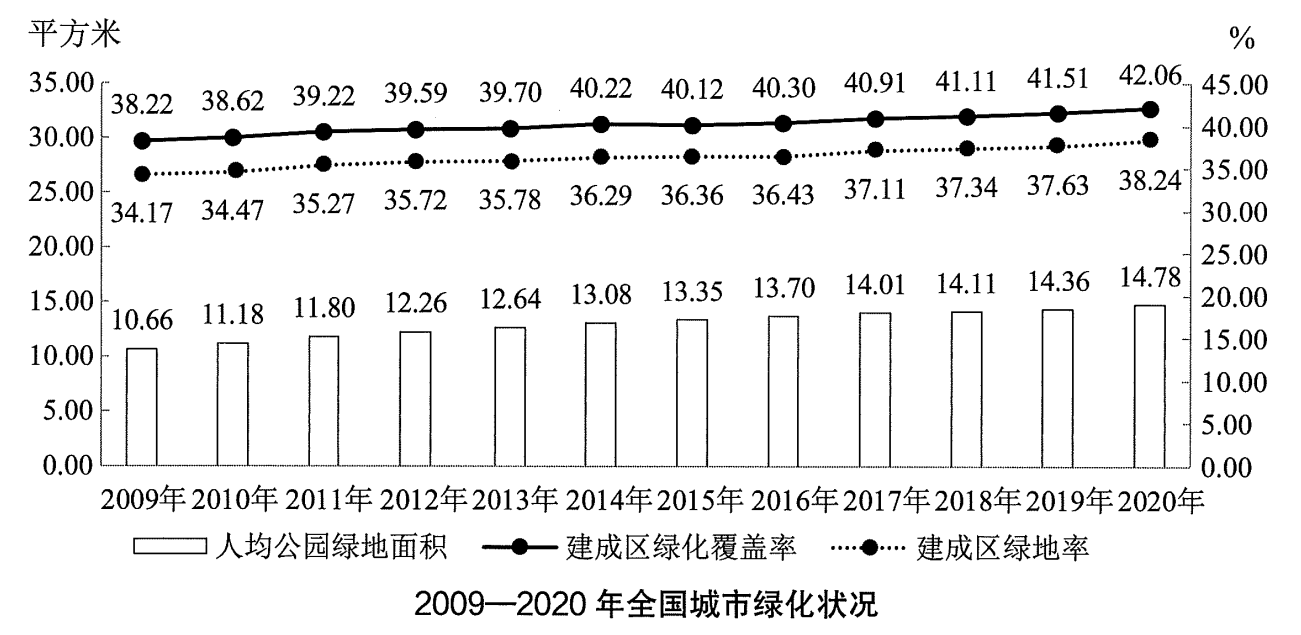 平方米 %
35.00 38.22 38.62 39.22 39.59 39.70 40.22 40.12 40.30 40.91 41.11 41.51 42.06 45.00
30.00 40.00
25.00 35.00
34.17 34.47 35.27 35.72 35.78 36.29 36.36 36.43 37.11 37.34 37.63 38.24 30.00
20.00 25.00
15.00 10.66 11.18 11.80 12.26 12.64 13.08 13.35 13.70 14.01 14.11 14.36 14.78 20.00
10.00 15.00
5.00 10.00
5.00
0.00 0.00
2009年 2010年 2011年 2012年 2013年 2014年 2015年 2016年 2017年 2018年 2019年 2020年
人均公园绿地面积 建成区绿化覆盖率 建成区绿地率
2009—2020 年全国城市绿化状况